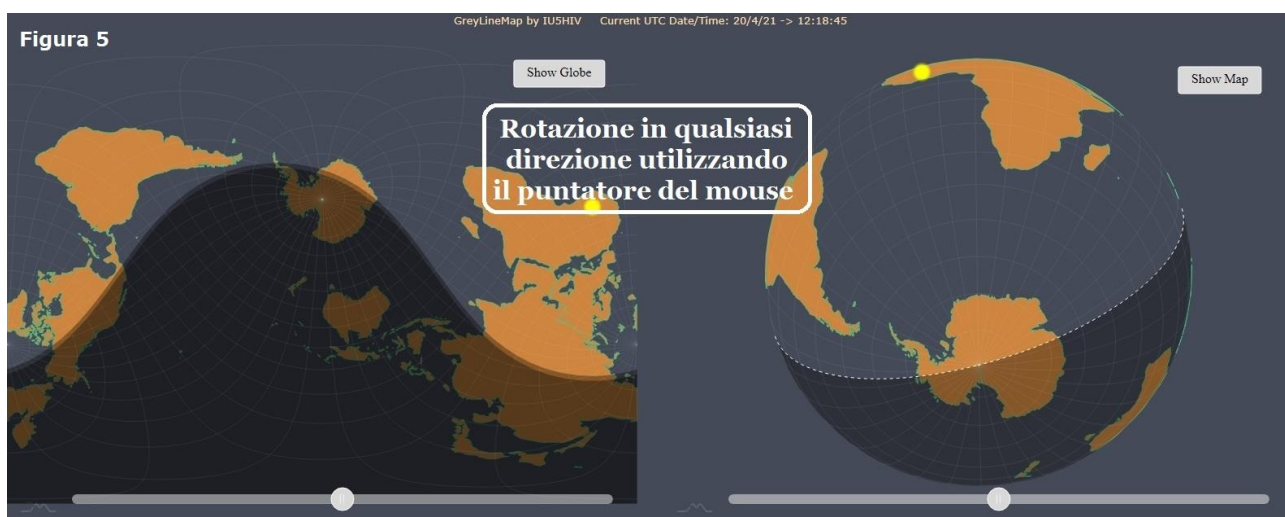 GreyLineMap by IU5HIV Current UTC Date/Time: 20/4/21 -> 12:18:45
Figura 5
Show Globe
Show Map
Rotazione in qualsiasi
direzione utilizzando
il puntatore del mouse